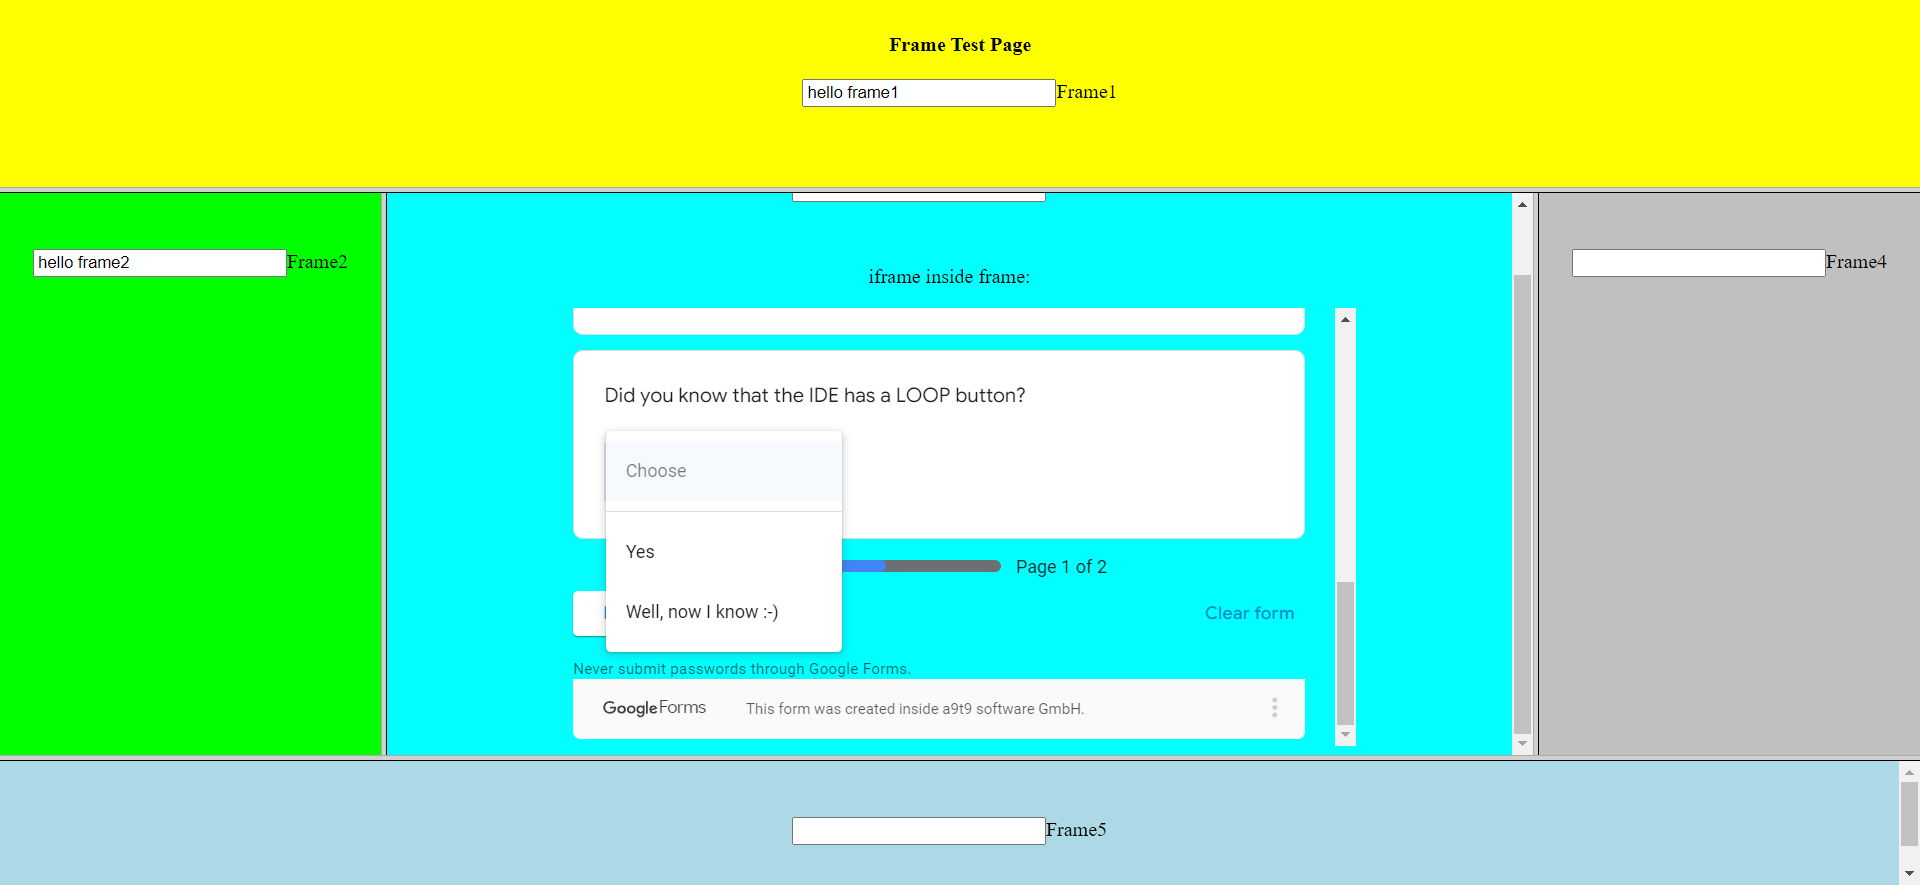 Frame Test Page
hello frame1 Frame1
hello frame2 Frame2
iframe inside frame:
Did you know that the IDE has a LOOP button?
Choose
Yes
Well, now I know :-)
Page 1 of 2
Clear form
Never submit passwords through Google Forms.
Google Forms This form was created inside a9t9 software GmbH.
Frame4
Frame5